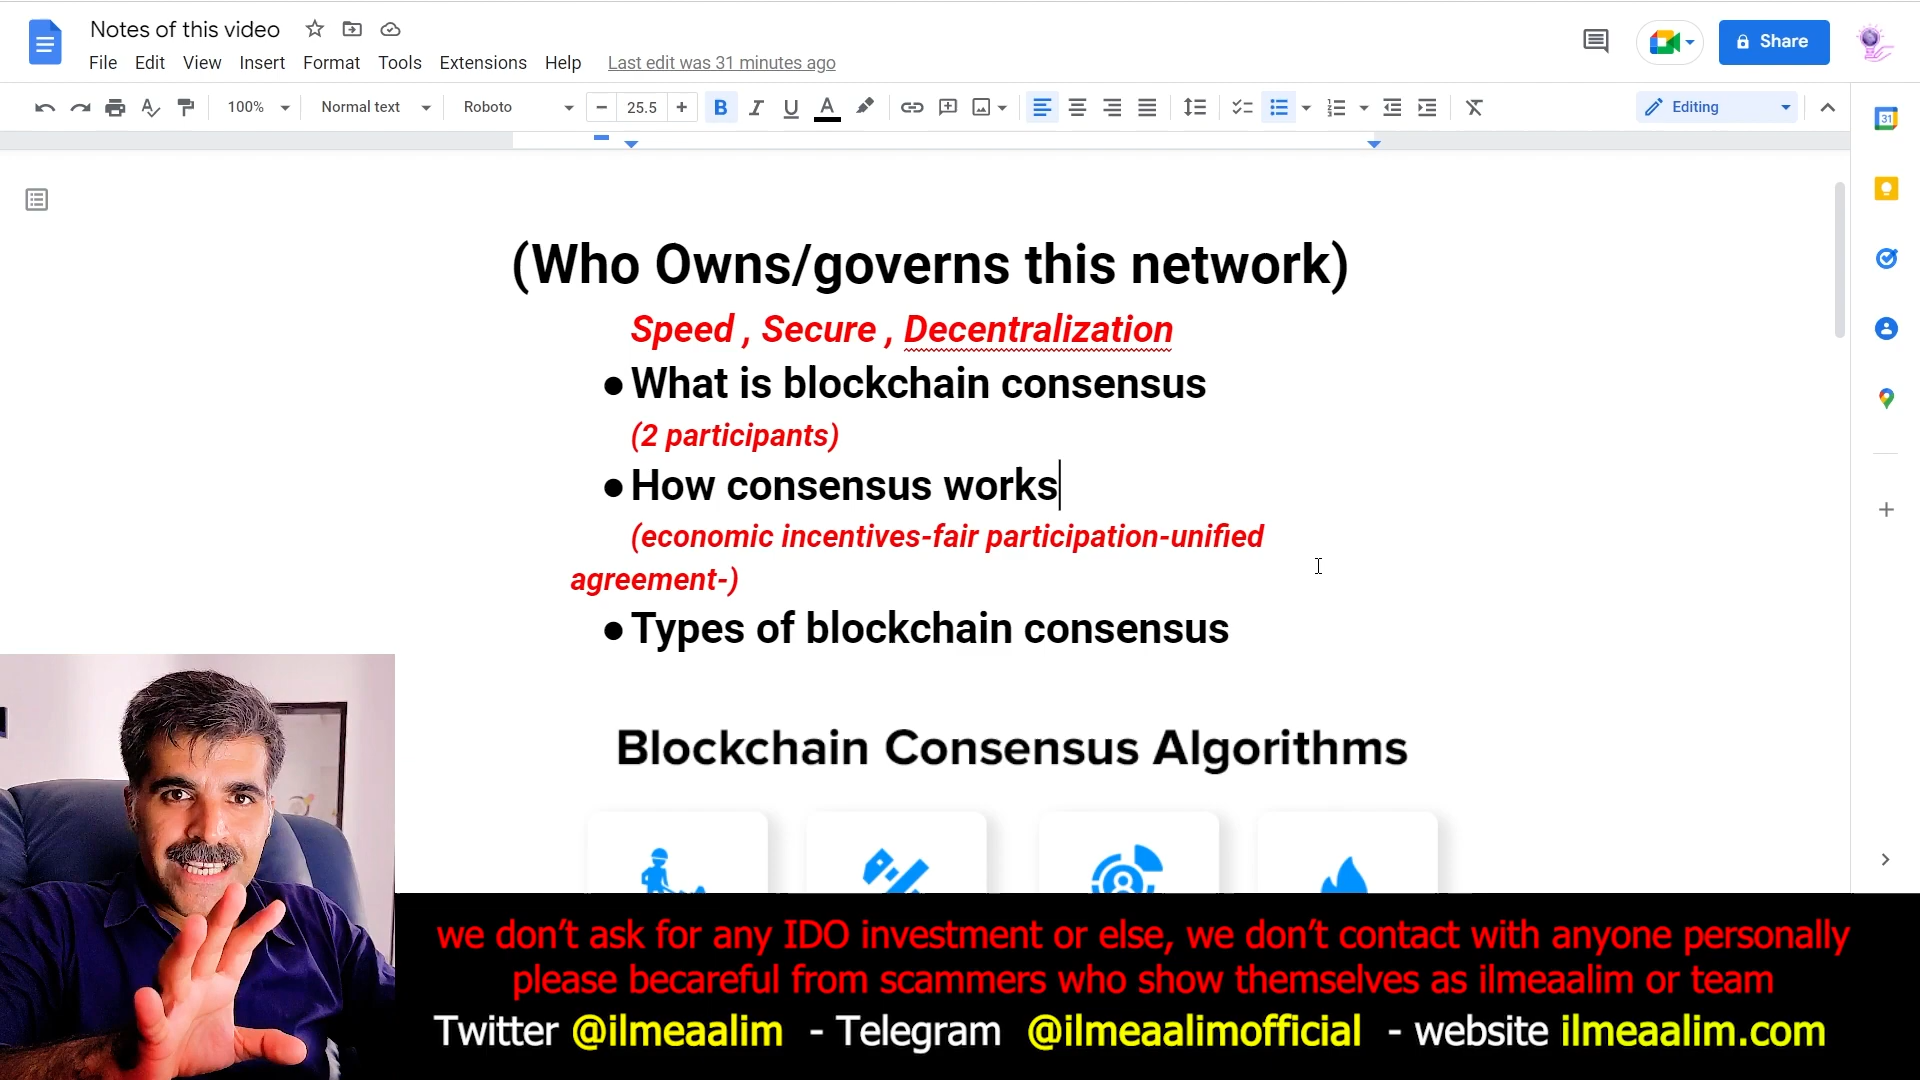 Notes of this video
File Edit View Insert Format Tools Extensions Help Last edit was 31 minutes ago
Share
100% Normal text Roboto 25.5 B I U A Editing
31
(Who Owns/governs this network)
Speed , Secure , Decentralization
● What is blockchain consensus
(2 participants)
● How consensus works
(economic incentives-fair participation-unified
agreement-)
● Types of blockchain consensus
Blockchain Consensus Algorithms
we don’t ask for any IDO investment or else, we don’t contact with anyone personally
please becareful from scammers who show themselves as ilmeaalim or team
Twitter @ilmeaalim - Telegram @ilmeaalimofficial - website ilmeaalim.com